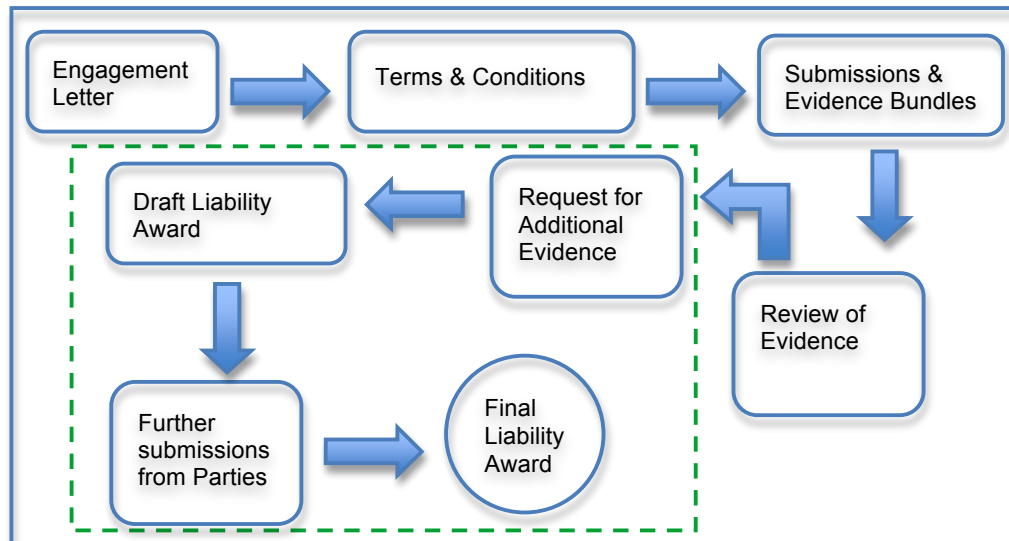 Engagement
Letter
Terms & Conditions
Submissions &
Evidence Bundles
Review of
Evidence
Request for
Additional
Evidence
Draft Liability
Award
Further
submissions
from Parties
Final
Liability
Award